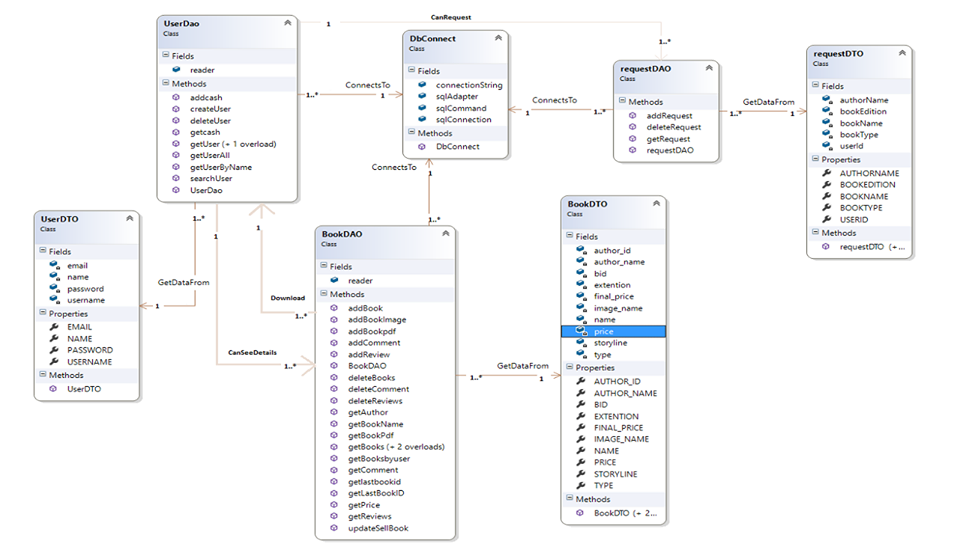 UserDao
Class
Fields
reader
Methods
addcash
createUser
deleteUser
getcash
getUser (+ 1 overload)
getUserAll
getUserByName
searchUser
UserDao
CanRequest
1
1..*
DbConnect
Class
Fields
connectionString
sqlAdapter
sqlCommand
sqlConnection
Methods
DbConnect
ConnectsTo
1..*
1
ConnectsTo
1
1..*
requestDAO
Class
Methods
addRequest
deleteRequest
getRequest
requestDAO
GetDataFrom
1..*
1
requestDTO
Class
Fields
authorName
bookEdition
bookName
bookType
userId
Properties
AUTHORNAME
BOOKEDITION
BOOKNAME
BOOKTYPE
USERID
Methods
requestDTO (+...
ConnectsTo
1
1..*
UserDTO
Class
Fields
email
name
password
username
Properties
EMAIL
NAME
PASSWORD
USERNAME
Methods
UserDTO
1..*
GetDataFrom
1
1
CanSeeDetails
1..*
1
Download
1..*
BookDAO
Class
Fields
reader
Methods
addBook
addBookImage
addBookpdf
addComment
addReview
BookDAO
deleteBooks
deleteComment
deleteReviews
getAuthor
getBookName
getBookPdf
getBooks (+ 2 overloads)
getBooksbyuser
getComment
getlastbookid
getLastBookID
getPrice
getReviews
updateSellBook
GetDataFrom
1..*
1
BookDTO
Class
Fields
author_id
author_name
bid
extention
final_price
image_name
name
price
storyline
type
Properties
AUTHOR_ID
AUTHOR_NAME
BID
EXTENTION
FINAL_PRICE
IMAGE_NAME
NAME
PRICE
STORYLINE
TYPE
Methods
BookDTO (+ 2...